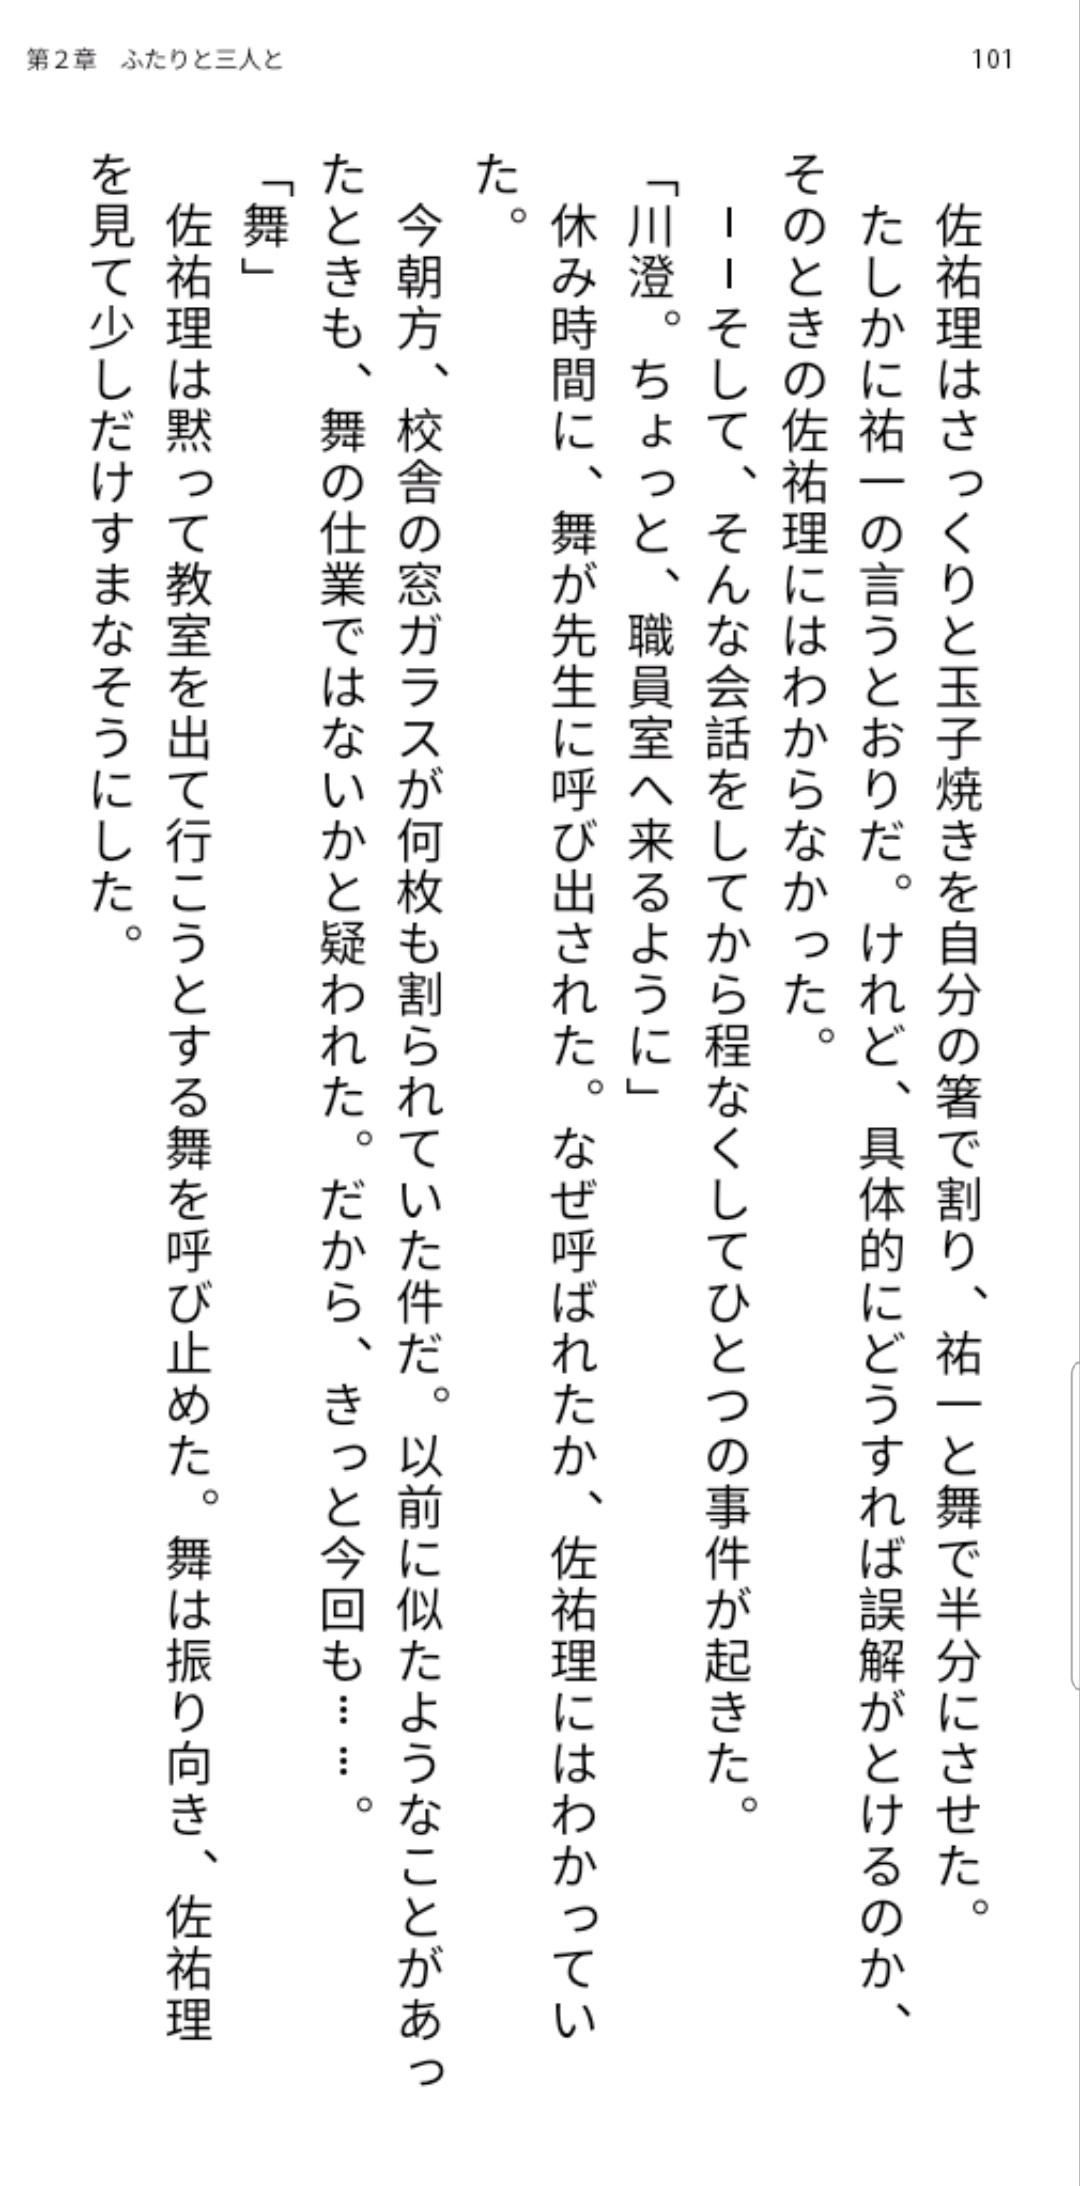 第２章　ふたりと三人と
101
　佐祐理はさっくりと玉子焼きを自分の箸で割り、祐一と舞で半分にさせた。
　たしかに祐一の言うとおりだ。けれど、具体的にどうすれば誤解がとけるのか、
そのときの佐祐理にはわからなかった。
　――そして、そんな会話をしてから程なくしてひとつの事件が起きた。
「川澄。ちょっと、職員室へ来るように」
　休み時間に、舞が先生に呼び出された。なぜ呼ばれたか、佐祐理にはわかってい
た。
　今朝方、校舎の窓ガラスが何枚も割られていた件だ。以前に似たようなことがあっ
たときも、舞の仕業ではないかと疑われた。だから、きっと今回も……。
「舞」
　佐祐理は黙って教室を出て行こうとする舞を呼び止めた。舞は振り向き、佐祐理
を見て少しだけすまなそうにした。